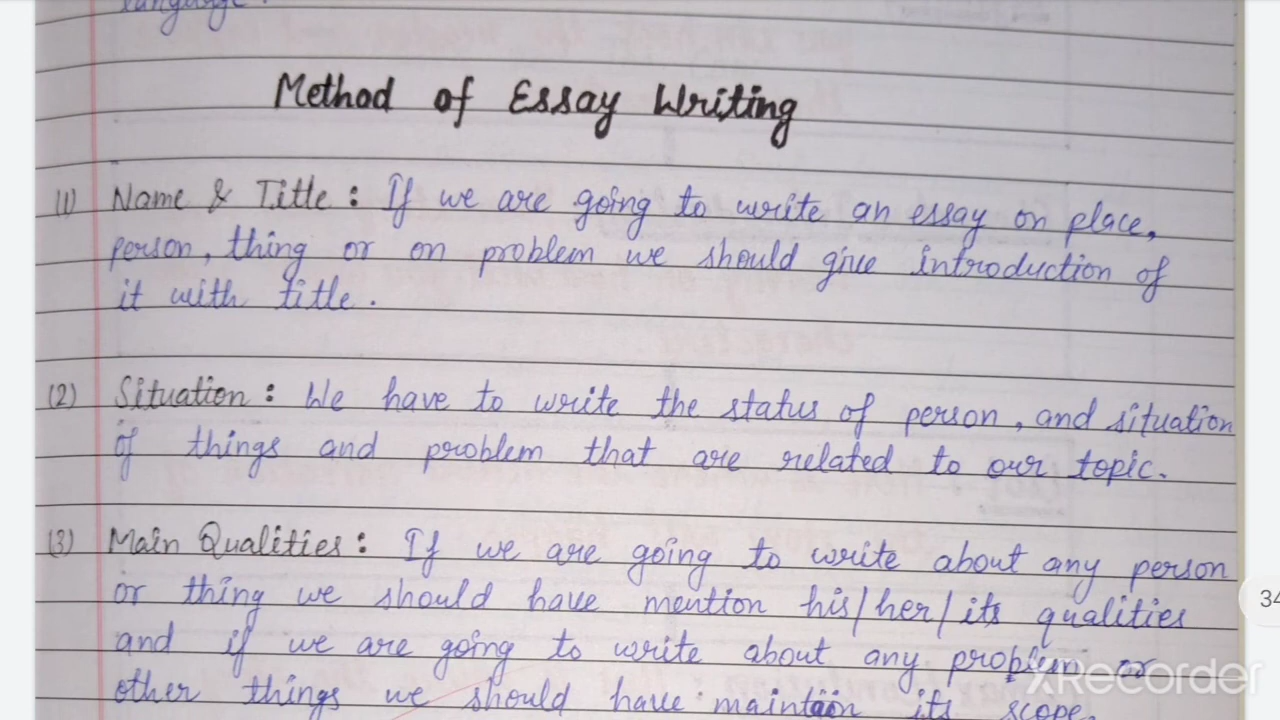 language.
Method of Essay Writing
(1) Name & Title : If we are going to write an essay on place,
person, thing or on problem we should give introduction of
it with title.
(2) Situation : We have to write the status of person, and situation
of things and problem that are related to our topic.
(3) Main Qualities : If we are going to write about any person
or thing we should have mention his/her/its qualities
and if we are going to write about any problem or
other things we should have maintain its scope.
34
XRecorder